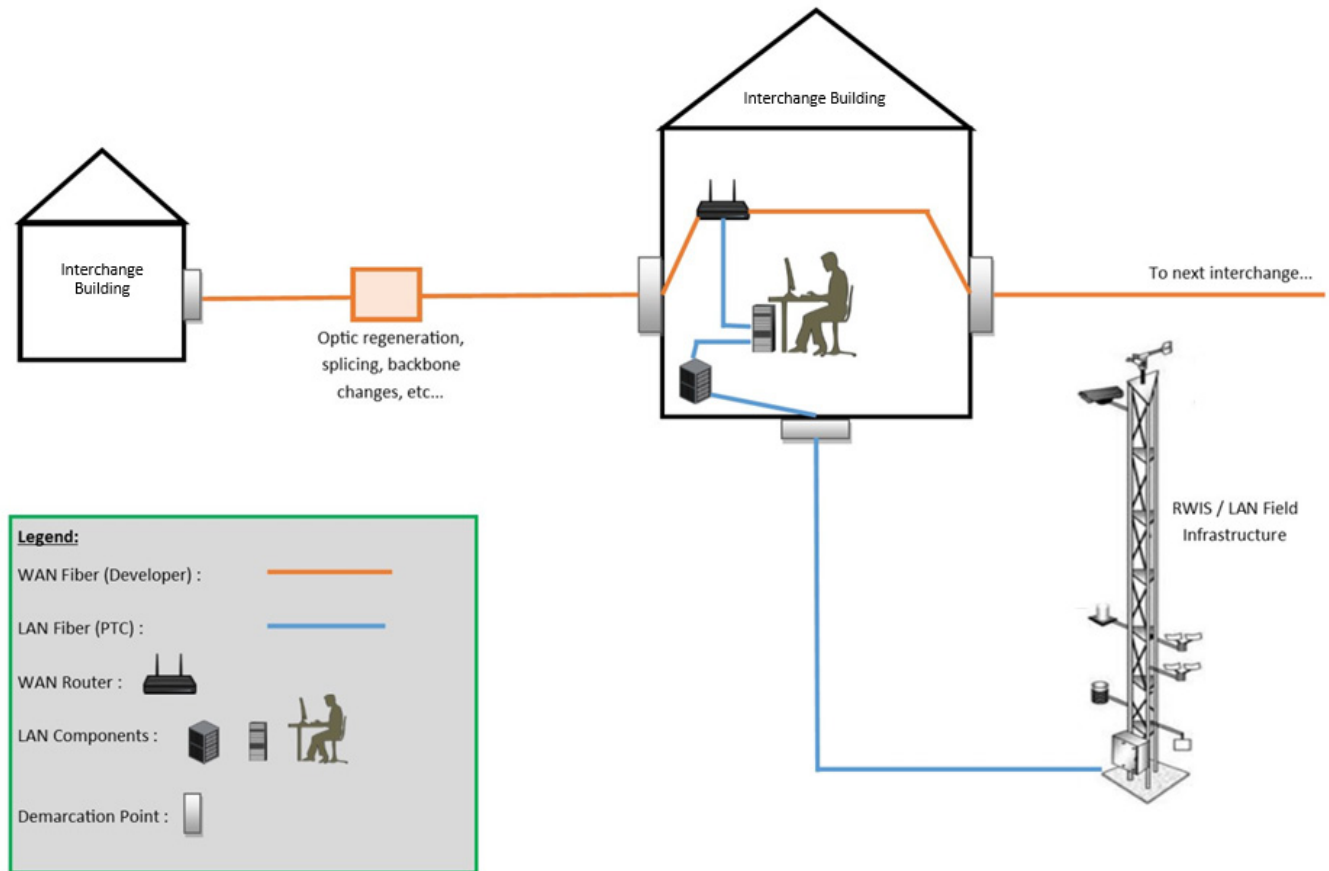 Interchange Building
Interchange
Building
To next interchange...
Optic regeneration,
splicing, backbone
changes, etc...
RWIS / LAN Field
Infrastructure
Legend:
WAN Fiber (Developer) :
LAN Fiber (PTC) :
WAN Router :
LAN Components :
Demarcation Point :